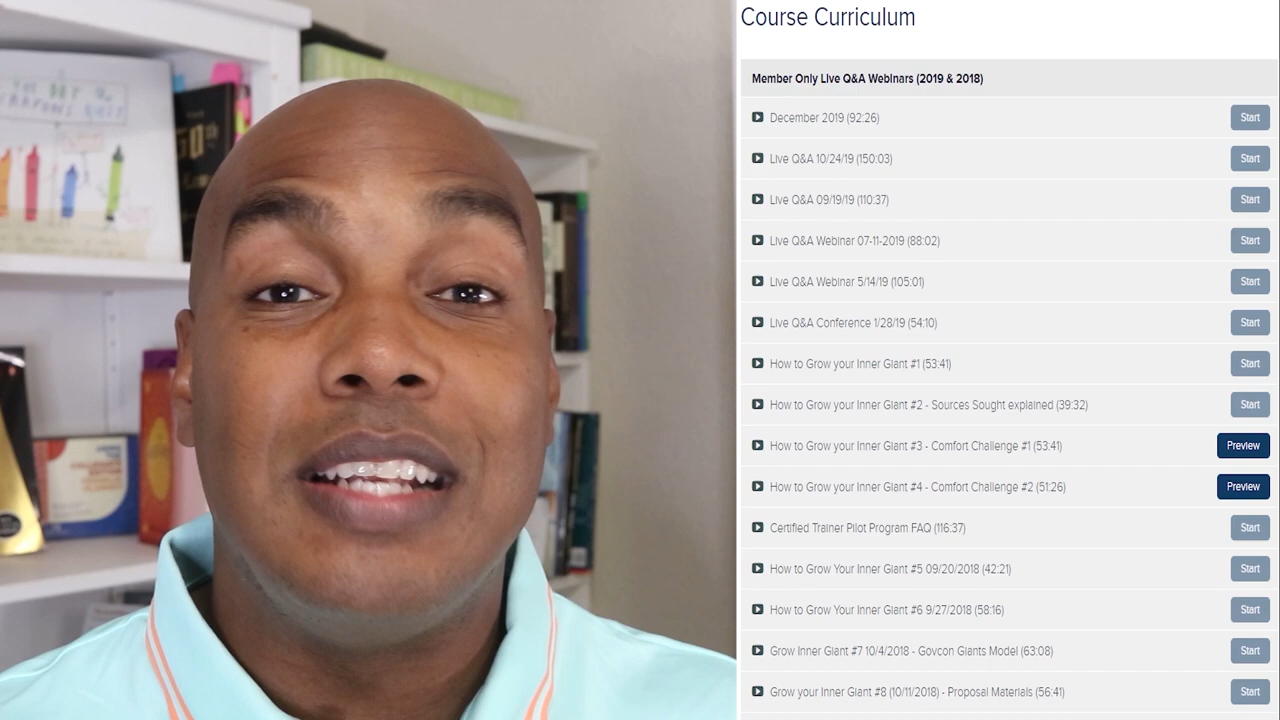 Course Curriculum
Member Only Live Q&A Webinars (2019 & 2018)
December 2019 (92:26)
Start
Live Q&A 10/24/19 (150:03)
Start
Live Q&A 09/19/19 (110:37)
Start
Live Q&A Webinar 07-11-2019 (88:02)
Start
Live Q&A Webinar 5/14/19 (105:01)
Start
Live Q&A Conference 1/28/19 (54:10)
Start
How to Grow your Inner Giant #1 (53:41)
Start
How to Grow your Inner Giant #2 - Sources Sought explained (39:32)
Start
How to Grow your Inner Giant #3 - Comfort Challenge #1 (53:41)
Preview
How to Grow your Inner Giant #4 - Comfort Challenge #2 (51:26)
Preview
Certified Trainer Pilot Program FAQ (116:37)
Start
How to Grow Your Inner Giant #5 09/20/2018 (42:21)
Start
How to Grow Your Inner Giant #6 9/27/2018 (58:16)
Start
Grow Inner Giant #7 10/4/2018 - Govcon Giants Model (63:08)
Start
Grow your Inner Giant #8 (10/11/2018) - Proposal Materials (56:41)
Start
THE
50th